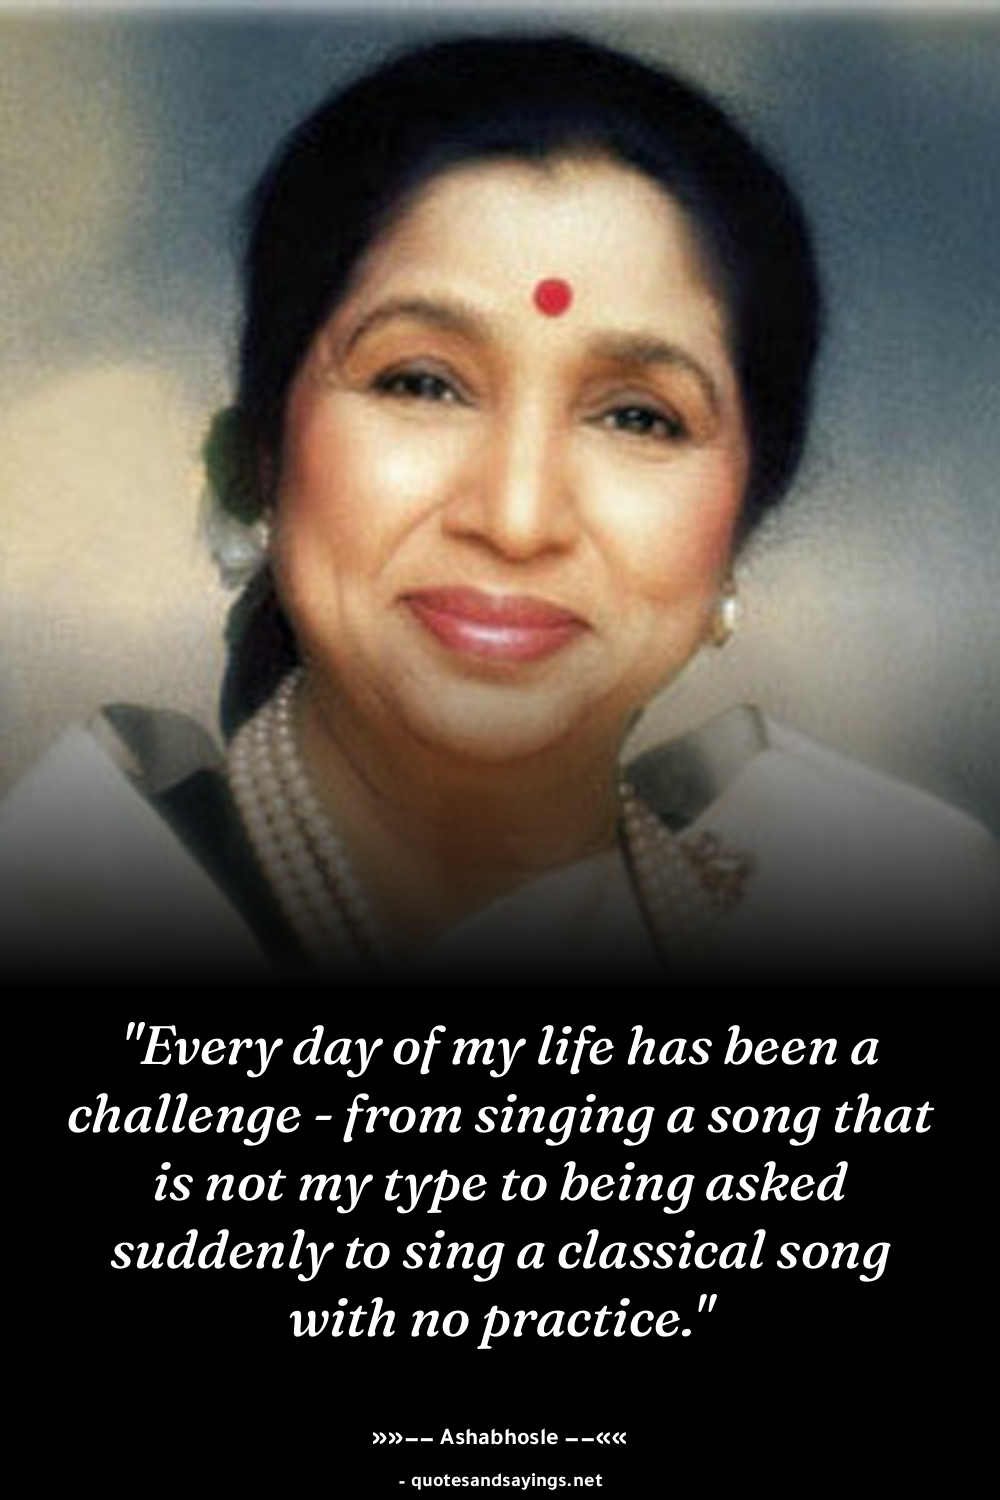 "Every day of my life has been a
challenge - from singing a song that
is not my type to being asked
suddenly to sing a classical song
with no practice."
»»–– Ashabhosle ––««
- quotesandsayings.net